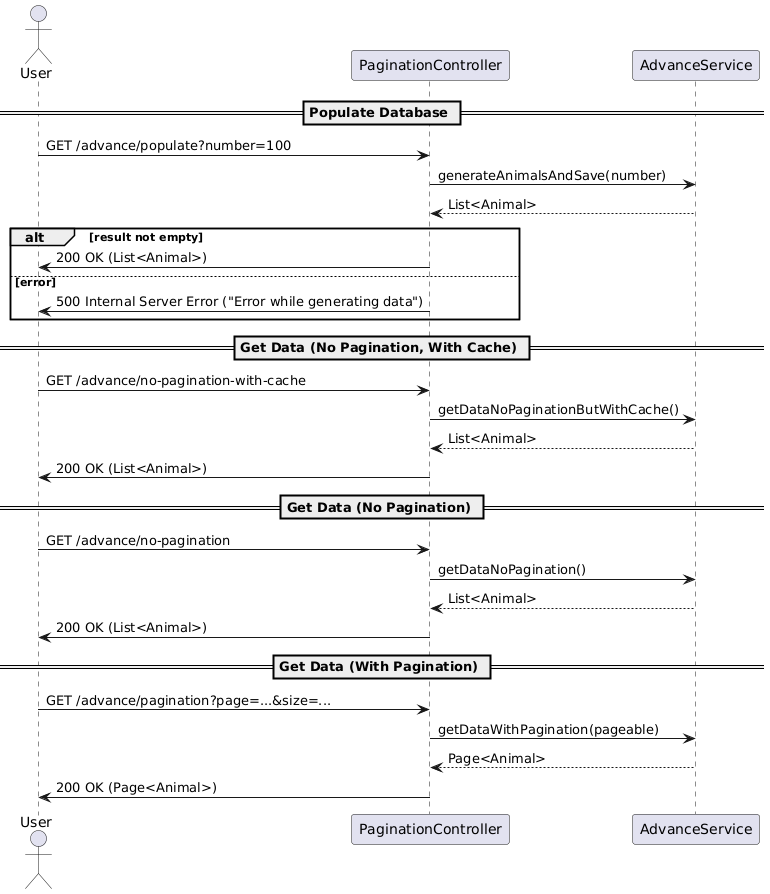 User
PaginationController
AdvanceService
Populate Database
GET /advance/populate?number=100
generateAnimalsAndSave(number)
List<Animal>
alt
[result not empty]
200 OK (List<Animal>)
[error]
500 Internal Server Error ("Error while generating data")
Get Data (No Pagination, With Cache)
GET /advance/no-pagination-with-cache
getDataNoPaginationButWithCache()
List<Animal>
200 OK (List<Animal>)
Get Data (No Pagination)
GET /advance/no-pagination
getDataNoPagination()
List<Animal>
200 OK (List<Animal>)
Get Data (With Pagination)
GET /advance/pagination?page=...&size=...
getDataWithPagination(pageable)
Page<Animal>
200 OK (Page<Animal>)
User
PaginationController
AdvanceService